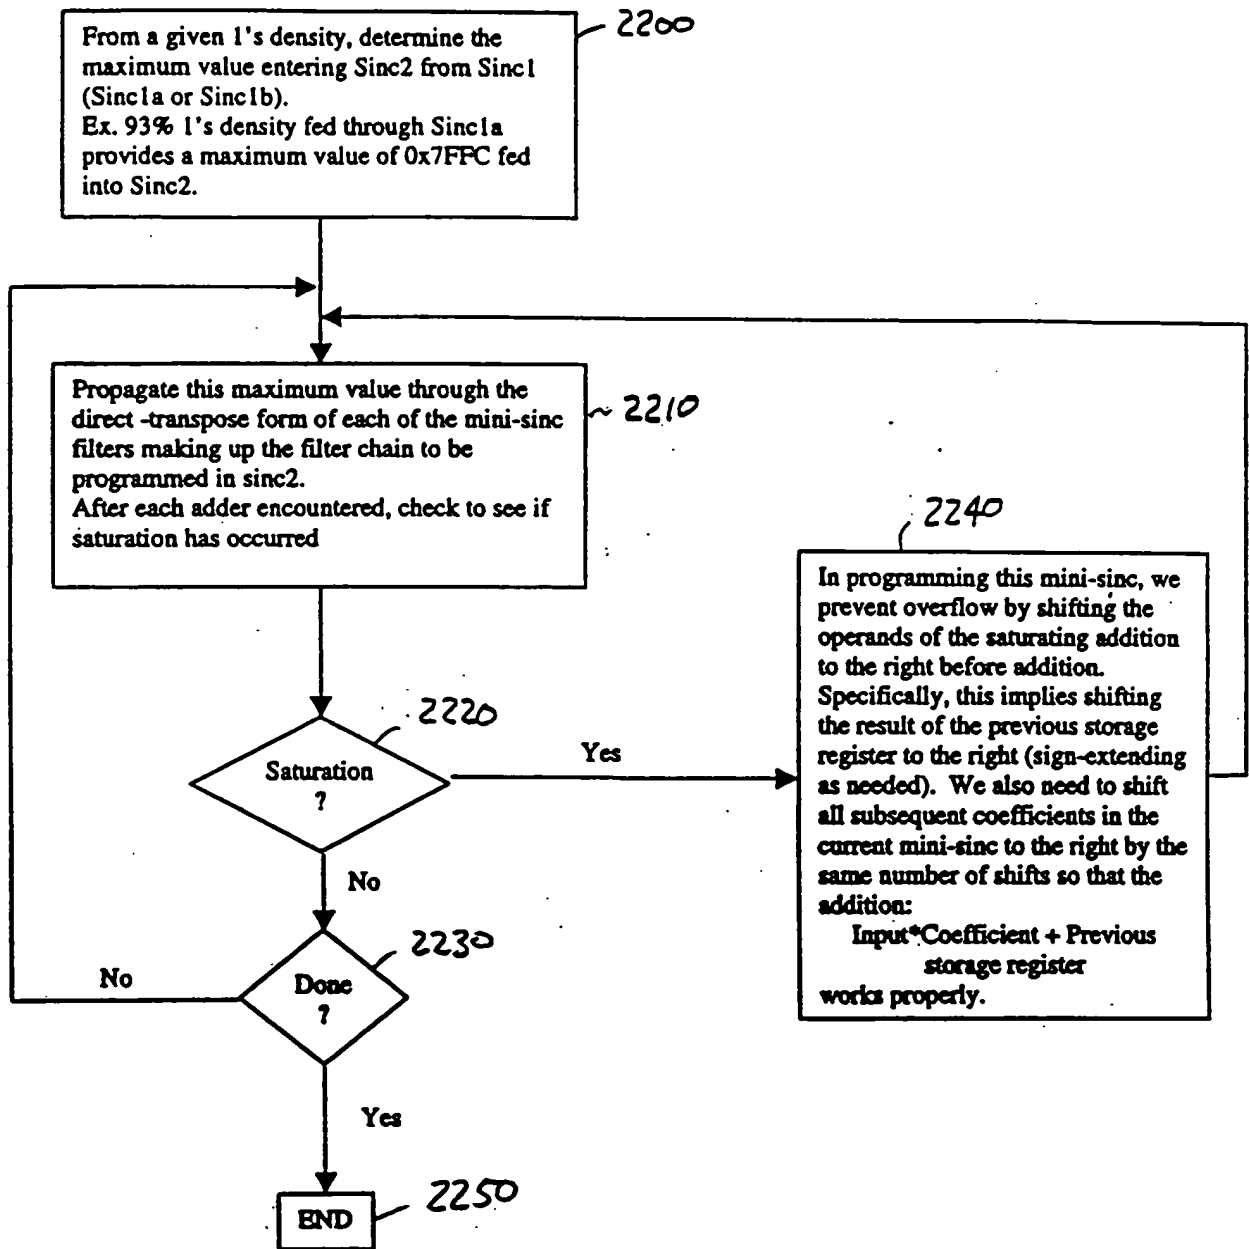 From a given 1's density, determine the
maximum value entering Sinc2 from Sinc1
(Sinc1a or Sinc1b).
Ex. 93% 1's density fed through Sinc1a
provides a maximum value of 0x7FFC fed
into Sinc2.
2200
Propagate this maximum value through the
direct -transpose form of each of the mini-sinc
filters making up the filter chain to be
programmed in sinc2.
After each adder encountered, check to see if
saturation has occurred
2210
2240
In programming this mini-sinc, we
prevent overflow by shifting the
operands of the saturating addition
to the right before addition.
Specifically, this implies shifting
the result of the previous storage
register to the right (sign-extending
as needed). We also need to shift
all subsequent coefficients in the
current mini-sinc to the right by the
same number of shifts so that the
addition:
Input*Coefficient + Previous
storage register
works properly.
2220
Saturation
?
Yes
No
2230
Done
?
No
Yes
2250
END